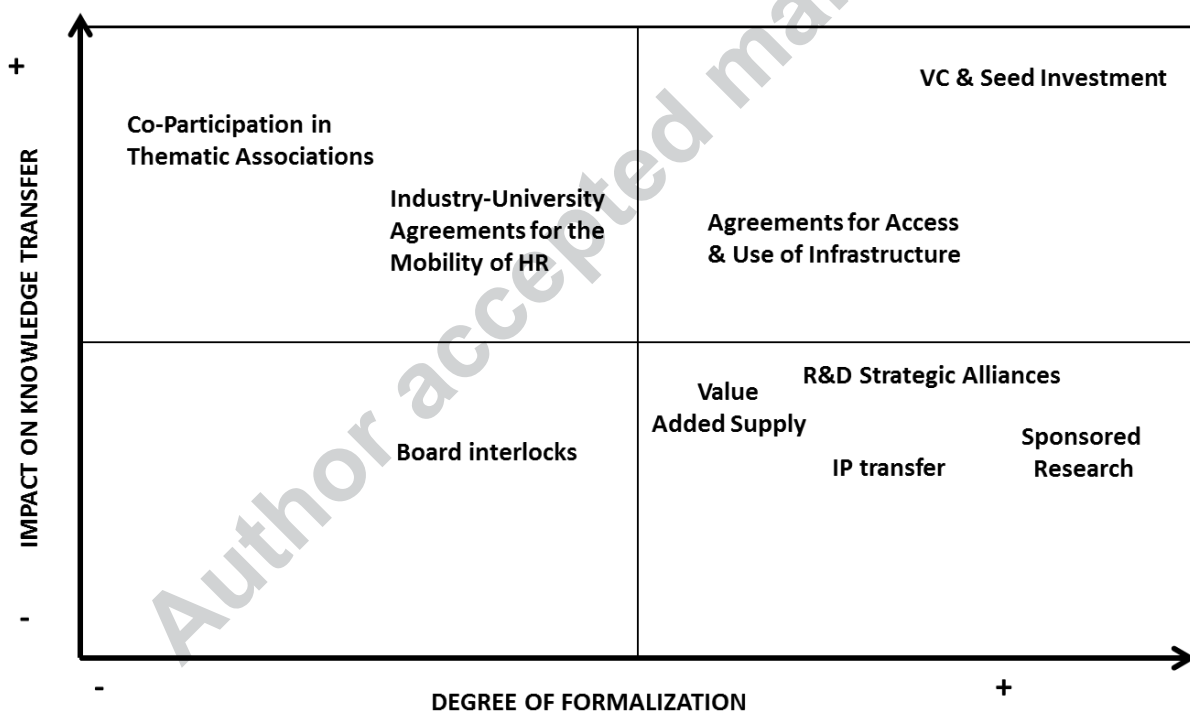 +
VC & Seed Investment
Co-Participation in
Thematic Associations
Industry-University
Agreements for the
Mobility of HR
Agreements for Access
& Use of Infrastructure
IMPACT ON KNOWLEDGE TRANSFER
R&D Strategic Alliances
Value
Added Supply
Sponsored
Research
Board interlocks
IP transfer
-
-
+
DEGREE OF FORMALIZATION
Author accepted